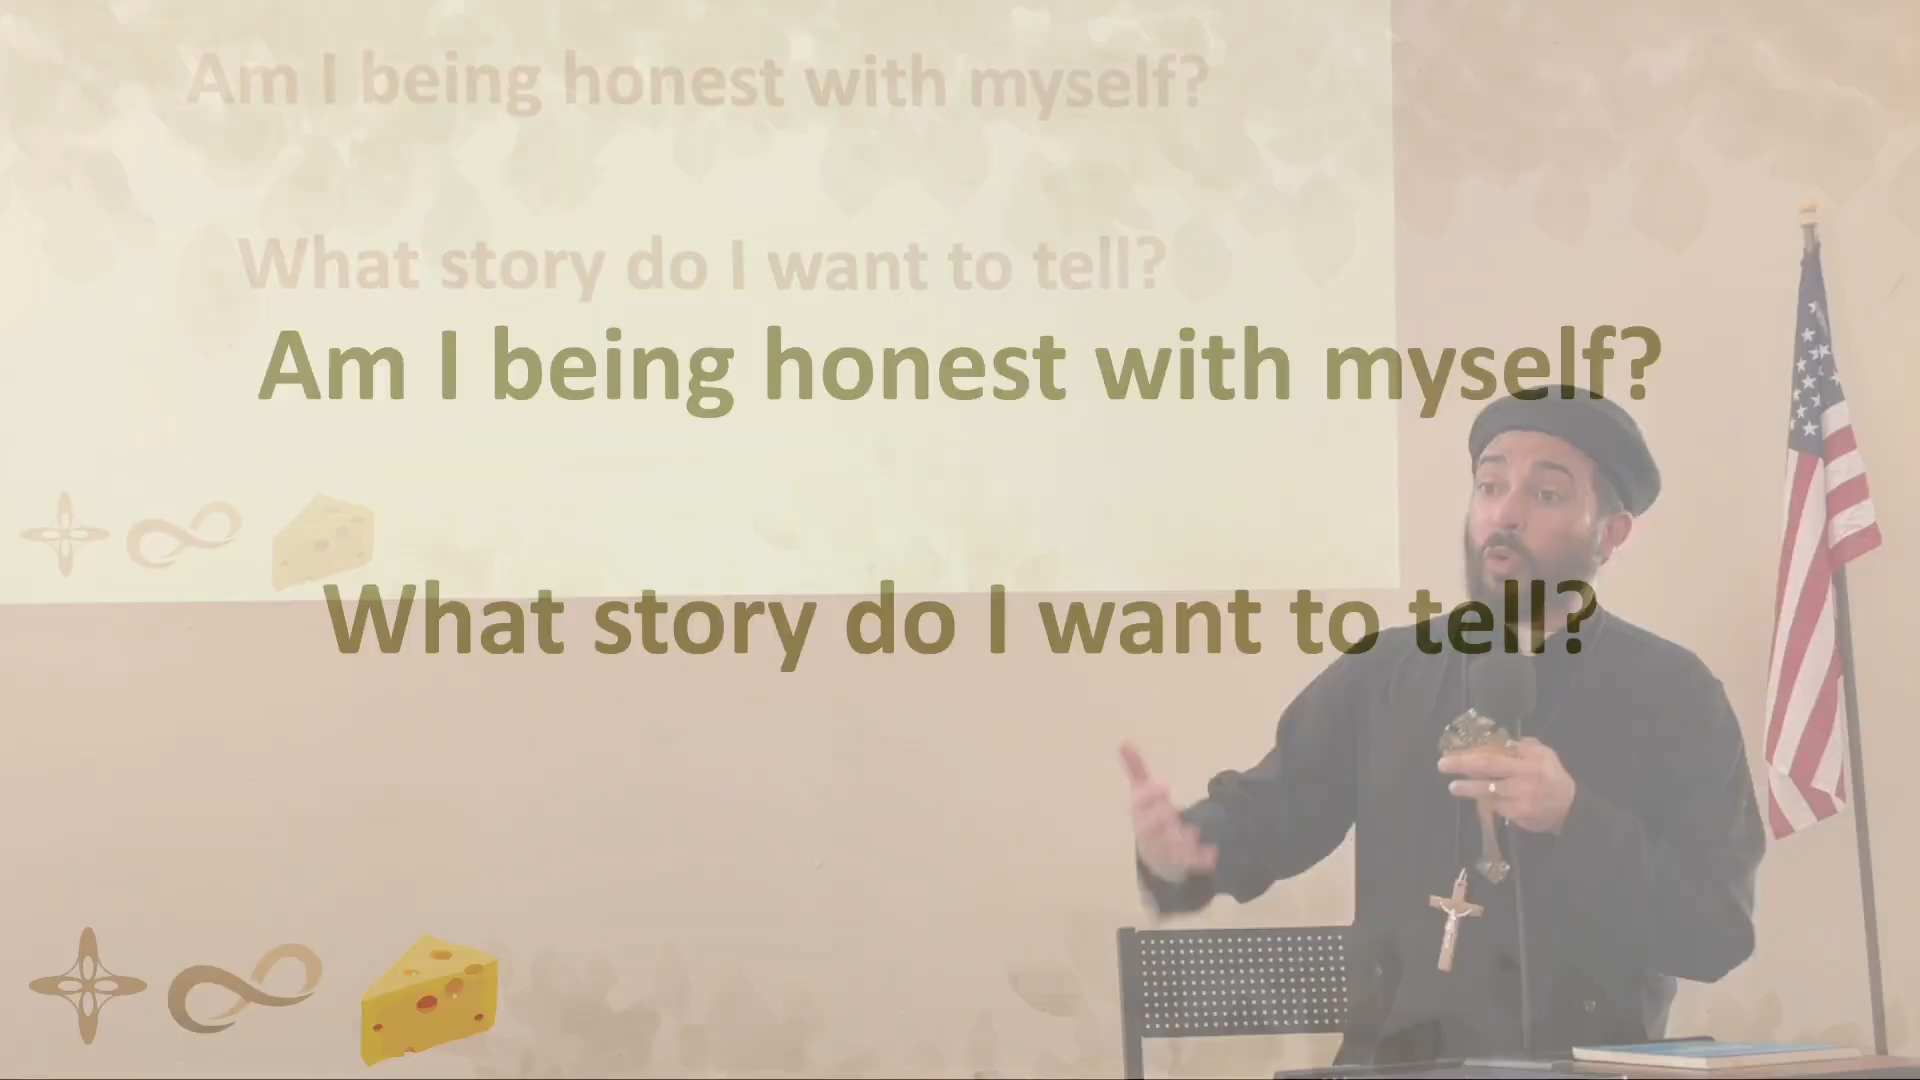 Am I being honest with myself?
What story do I want to tell?
Am I being honest with myself?
What story do I want to tell?